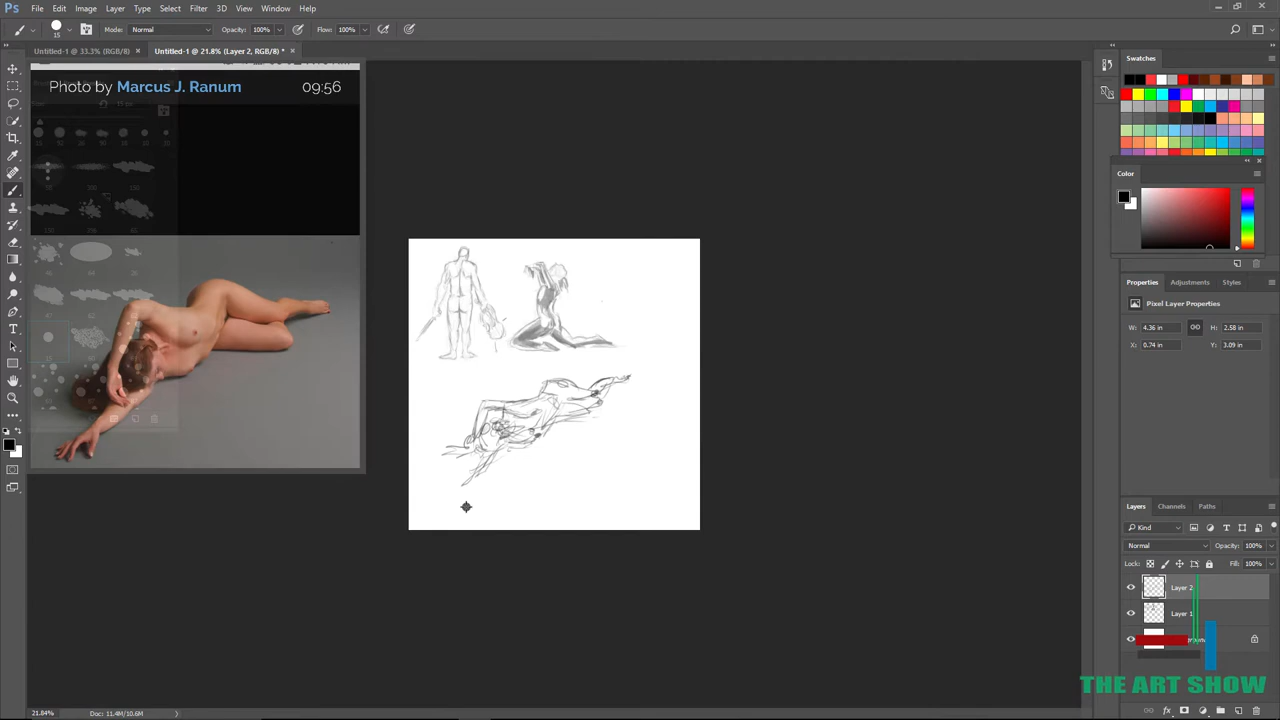 Ps File Edit Image Layer Type Select Filter 3D View Window Help
15 Mode: Normal Opacity: 100% Flow: 100%
Untitled-1 @ 33.3% (RGB/8) × Untitled-1 @ 21.8% (Layer 2, RGB/8) * ×
Photo by Marcus J. Ranum 09:56
Swatches
Color
Properties Adjustments Styles
Pixel Layer Properties
W: 4.36 in H: 2.58 in
X: 0.74 in Y: 3.09 in
Layers Channels Paths
Kind
Normal Opacity: 100%
Lock: Fill: 100%
Layer 2
Layer 1
THE ART SHOW
21.84% Doc: 11.4M/10.6M